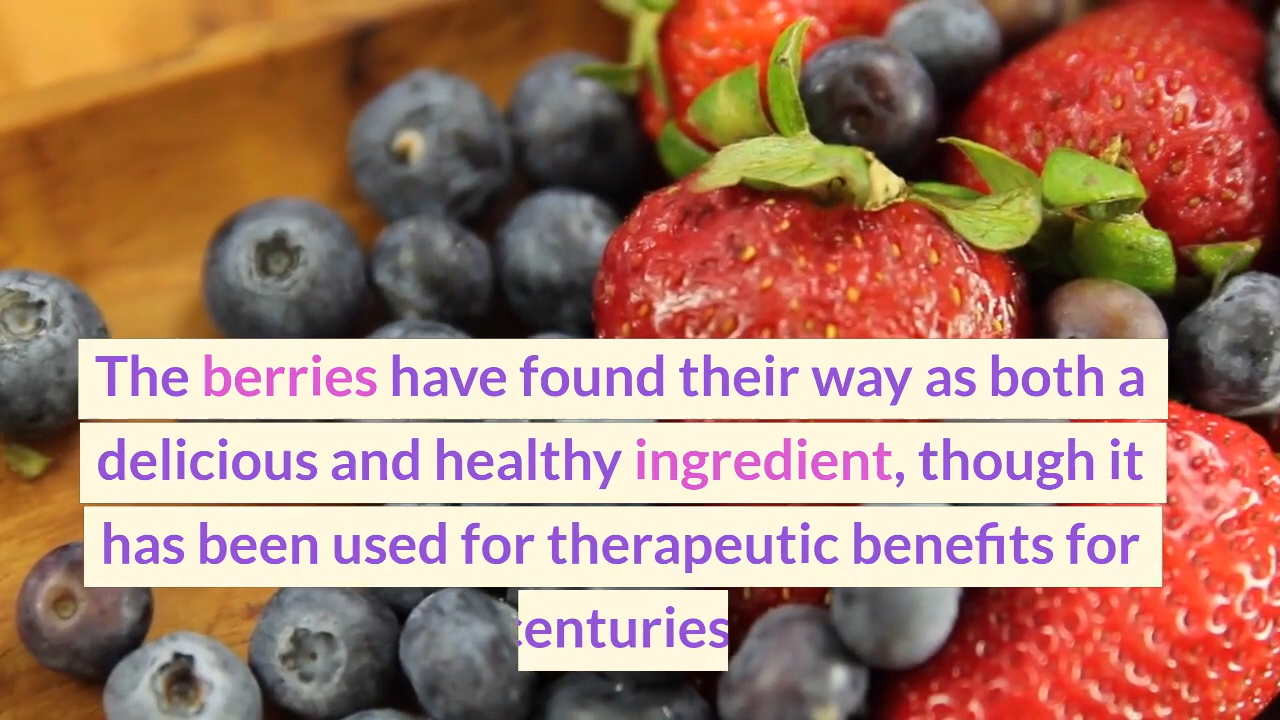 The berries have found their way as both a
delicious and healthy ingredient, though it
has been used for therapeutic benefits for
centuries